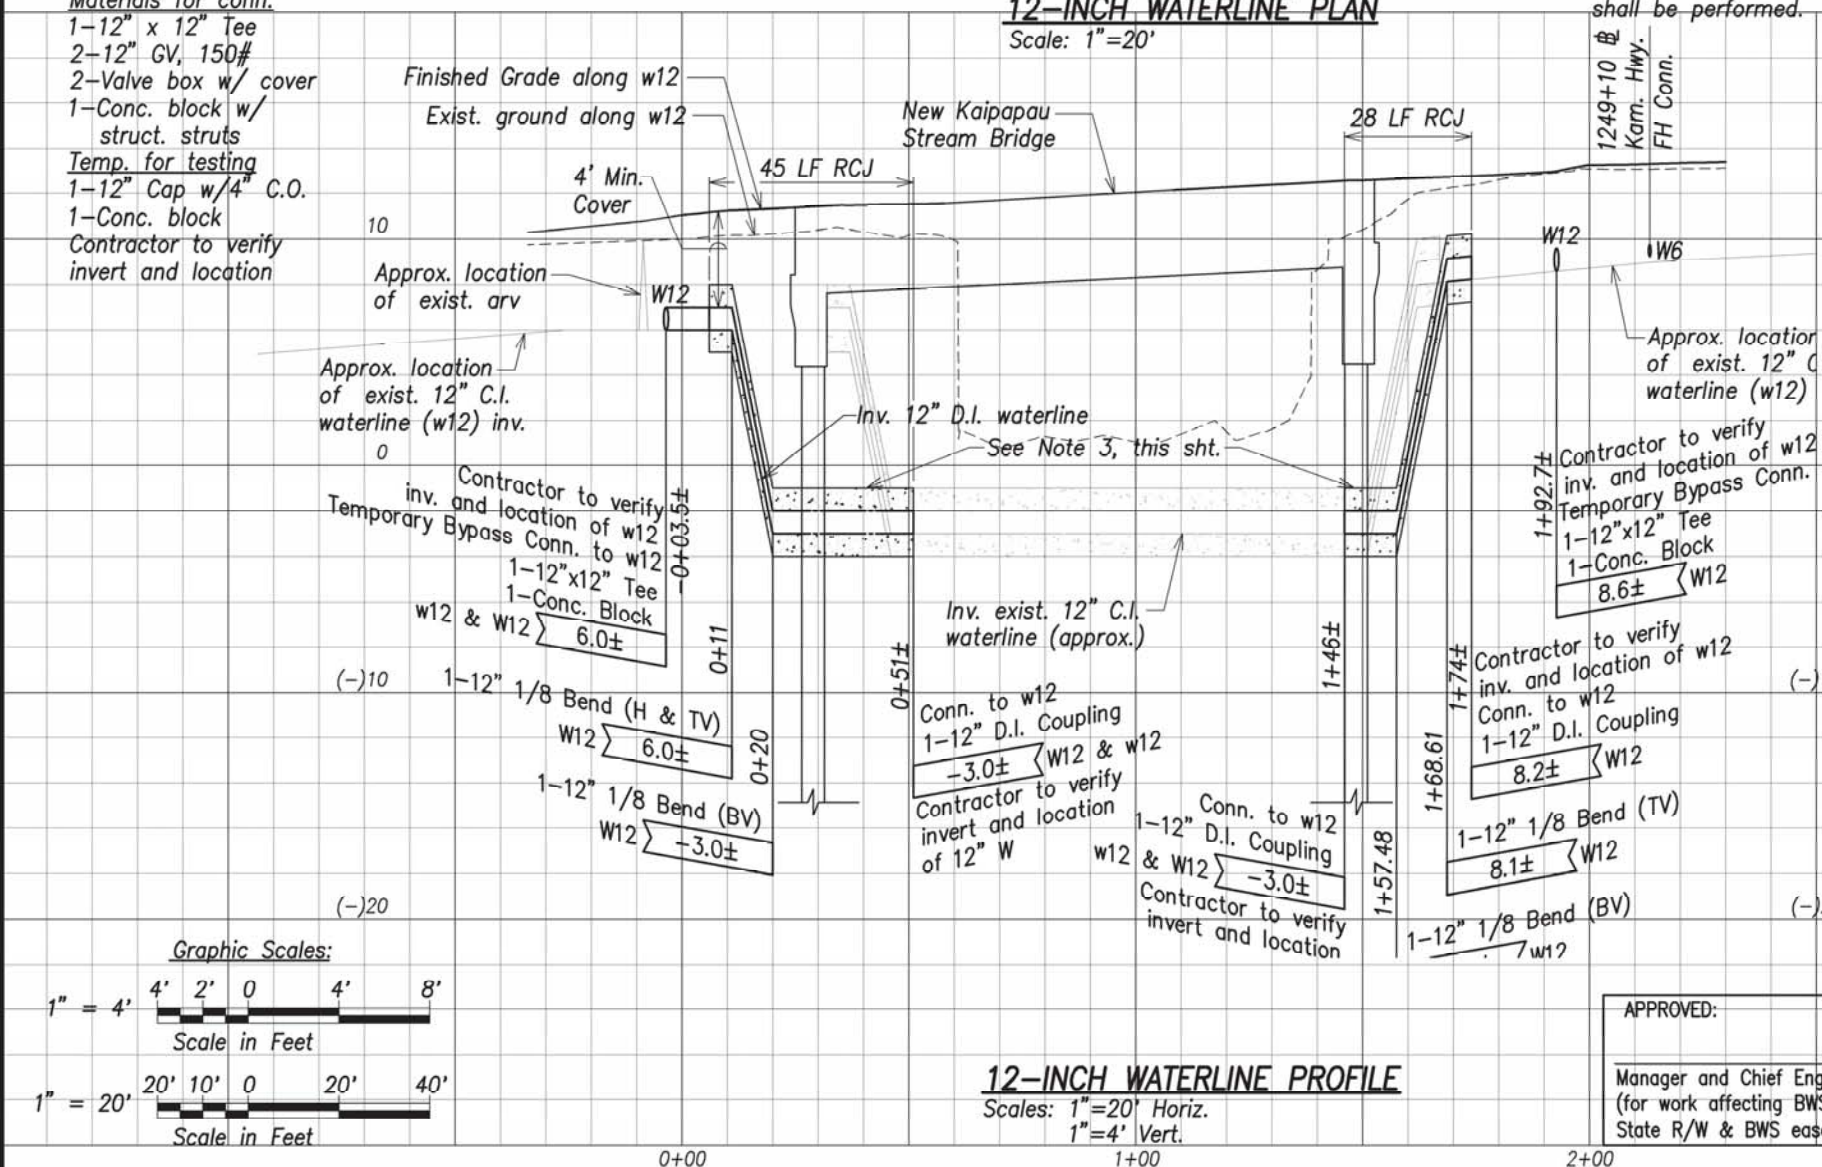 Materials for conn.
1-12" x 12" Tee
2-12" GV, 150#
2-Valve box w/ cover
1-Conc. block w/
struct. struts
Temp. for testing
1-12" Cap w/4" C.O.
1-Conc. block
Contractor to verify
invert and location
12-INCH WATERLINE PLAN
Scale: 1"=20'
shall be performed.
1249+10 ₿
Kam. Hwy.
FH Conn.
Finished Grade along w12
Exist. ground along w12
New Kaipapau
Stream Bridge
28 LF RCJ
45 LF RCJ
4' Min.
Cover
10
Approx. location
of exist. arv
W12
W12
W6
Approx. location
of exist. 12" C.I.
waterline (w12) inv.
Approx. location
of exist. 12" C
waterline (w12)
0
Inv. 12" D.I. waterline
See Note 3, this sht.
Contractor to verify
inv. and location of w12
Temporary Bypass Conn. to w12
1-12"x12" Tee
1-Conc. Block
w12 & W12
6.0±
-0+03.5±
Contractor to verify
inv. and location of w12
Temporary Bypass Conn.
1-12"x12" Tee
1-Conc. Block
8.6±
W12
1+92.7±
Inv. exist. 12" C.I.
waterline (approx.)
(-)10
1-12" 1/8 Bend (H & TV)
W12
6.0±
0+11
0+20
1-12" 1/8 Bend (BV)
W12
-3.0±
0+51±
Conn. to w12
1-12" D.I. Coupling
-3.0±
W12 & w12
Contractor to verify
invert and location
of 12" W
1+46±
Conn. to w12
1-12" D.I. Coupling
w12 & W12
-3.0±
Contractor to verify
invert and location
1+57.48
1+74±
Contractor to verify
inv. and location of w12
Conn. to w12
1-12" D.I. Coupling
8.2±
W12
(-)
1+68.61
1-12" 1/8 Bend (TV)
8.1±
W12
1-12" 1/8 Bend (BV)
W12
(-)20
(-)
Graphic Scales:
1" = 4'
4' 2' 0 4' 8'
Scale in Feet
1" = 20'
20' 10' 0 20' 40'
Scale in Feet
12-INCH WATERLINE PROFILE
Scales: 1"=20' Horiz.
1"=4' Vert.
APPROVED:
Manager and Chief Eng
(for work affecting BWS
State R/W & BWS eas
0+00
1+00
2+00